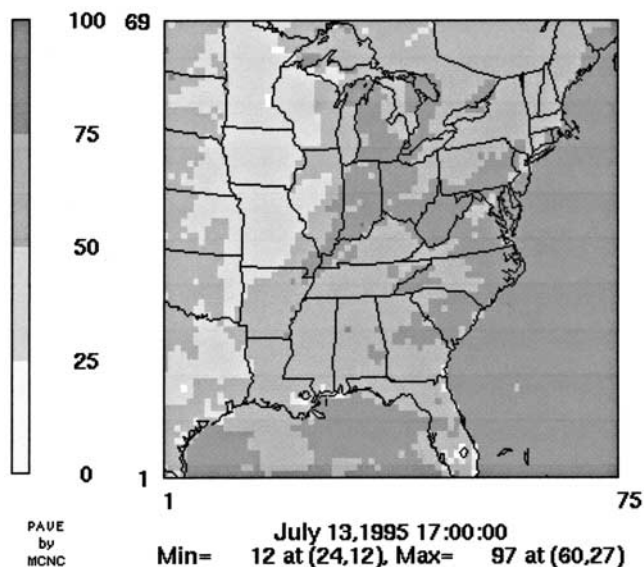 100
75
50
25
0
69
1
1
75
PAVE
by
MCNC
July 13,1995 17:00:00
Min= 12 at (24,12), Max= 97 at (60,27)